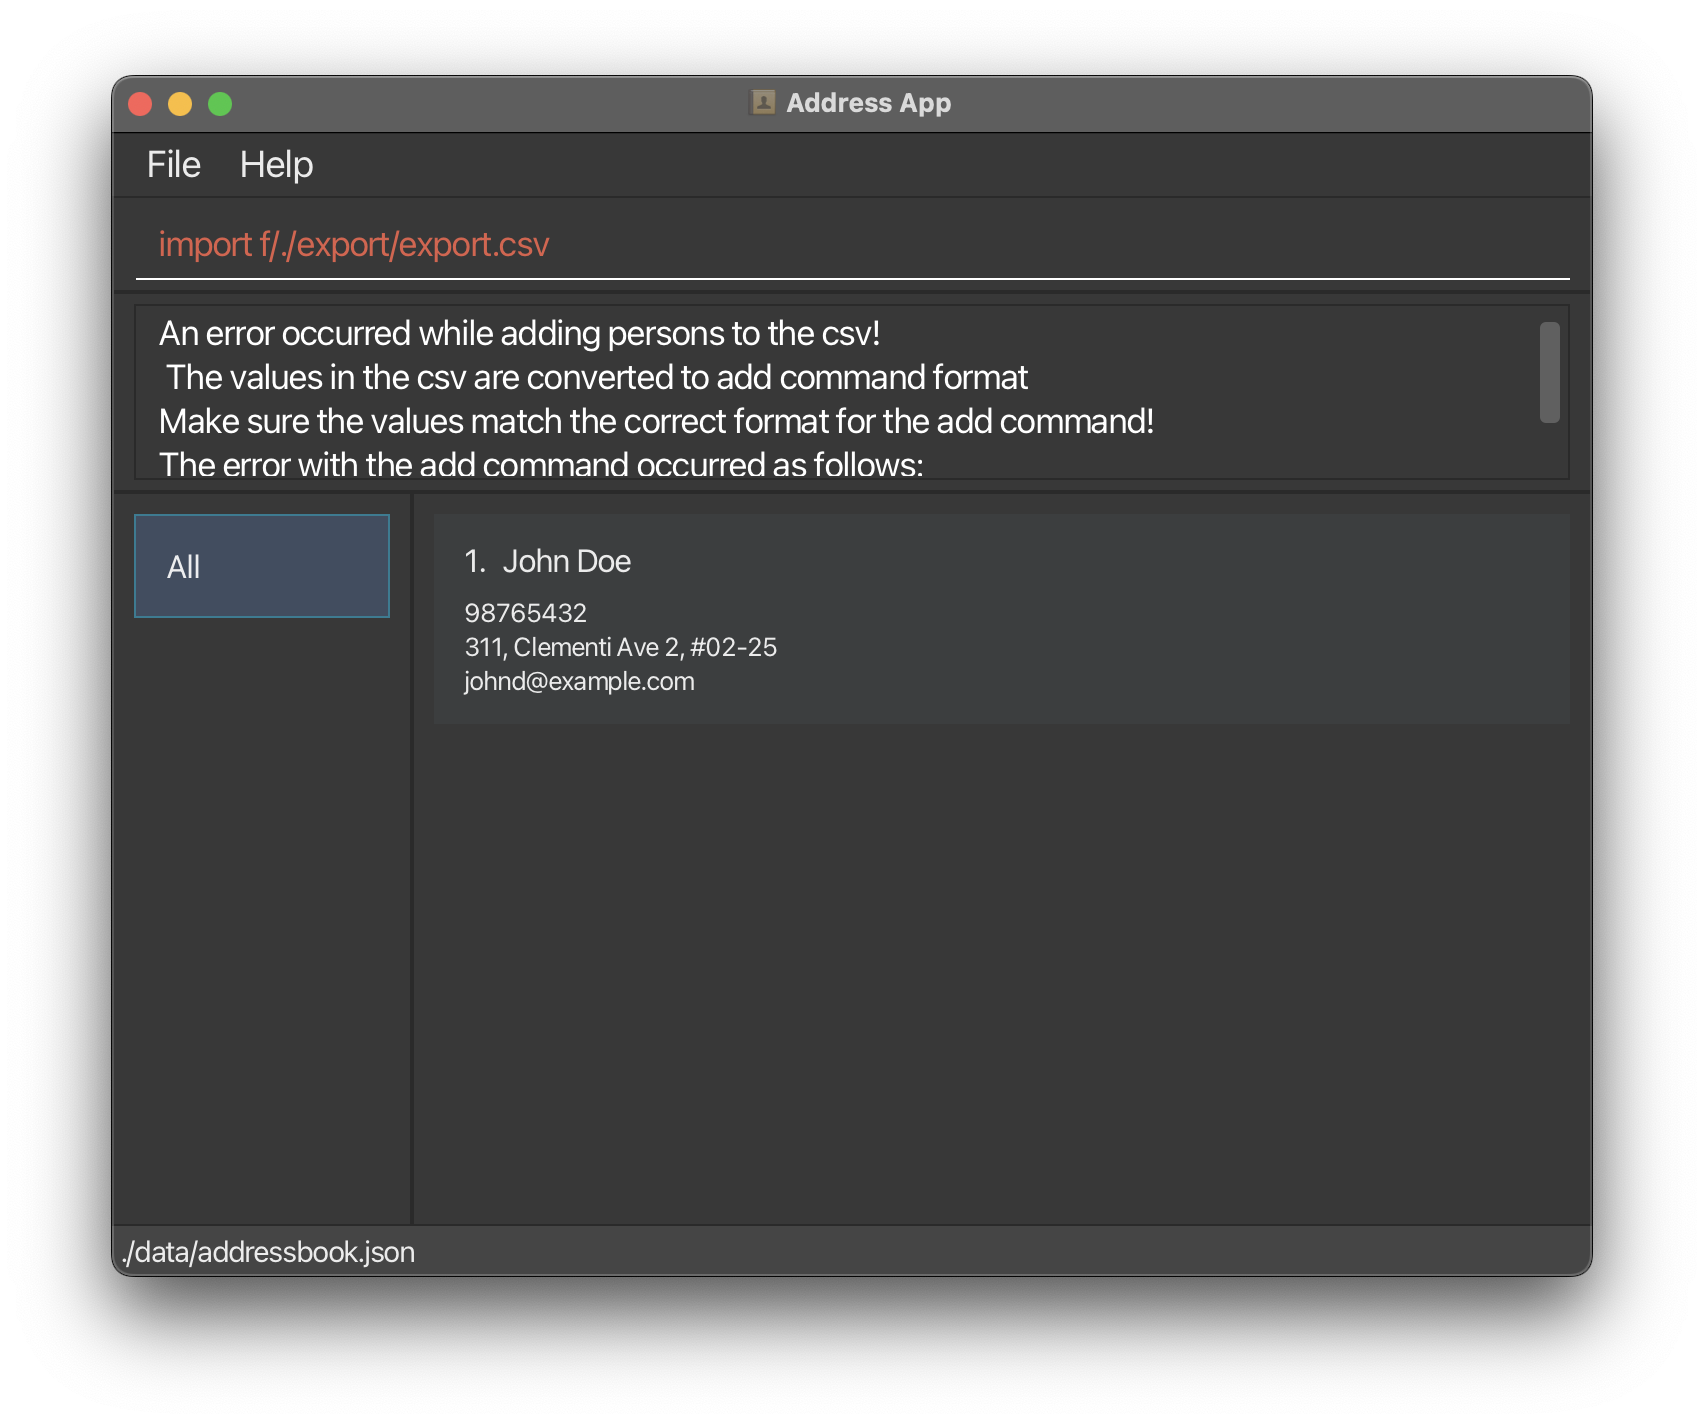 Address App
File Help
import f/./export/export.csv
An error occurred while adding persons to the csv!
The values in the csv are converted to add command format
Make sure the values match the correct format for the add command!
The error with the add command occurred as follows:
All
1. John Doe
98765432
311, Clementi Ave 2, #02-25
johnd@example.com
./data/addressbook.json